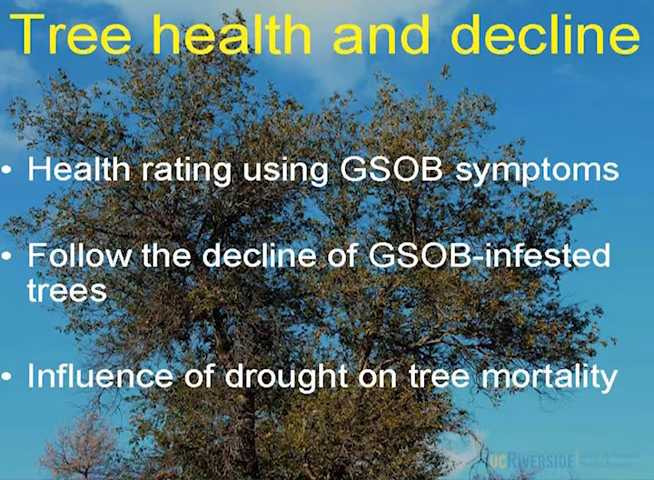 Tree health and decline
• Health rating using GSOB symptoms
• Follow the decline of GSOB-infested
trees
• Influence of drought on tree mortality
UCRIVERSIDE